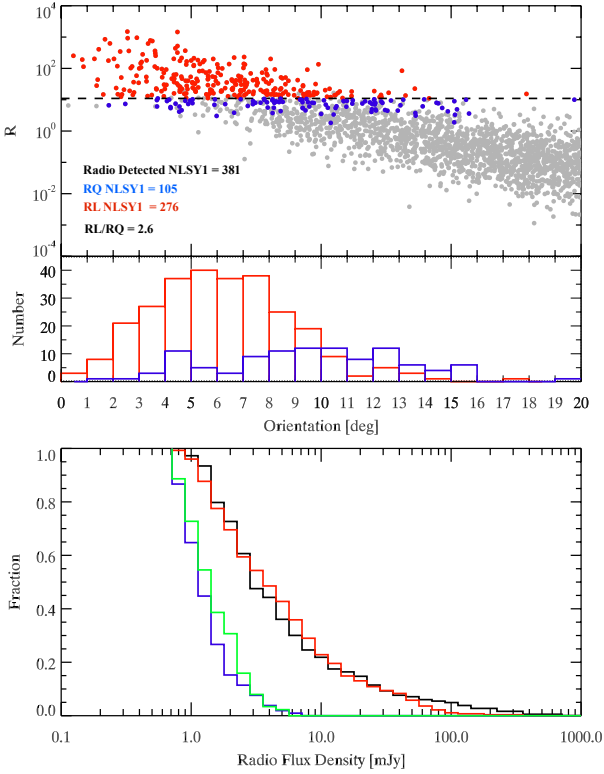 10⁴
10²
10⁰
10⁻²
10⁻⁴
R
Radio Detected NLSY1 = 381
RQ NLSY1 = 105
RL NLSY1 = 276
RL/RQ = 2.6
40
30
20
10
0
Number
0 1 2 3 4 5 6 7 8 9 10 11 12 13 14 15 16 17 18 19 20
Orientation [deg]
1.0
0.8
0.6
0.4
0.2
0.0
Fraction
0.1 1.0 10.0 100.0 1000.0
Radio Flux Density [mJy]